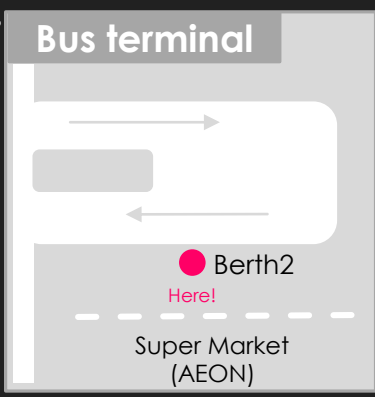 Bus terminal
Berth2
Here!
Super Market
(AEON)